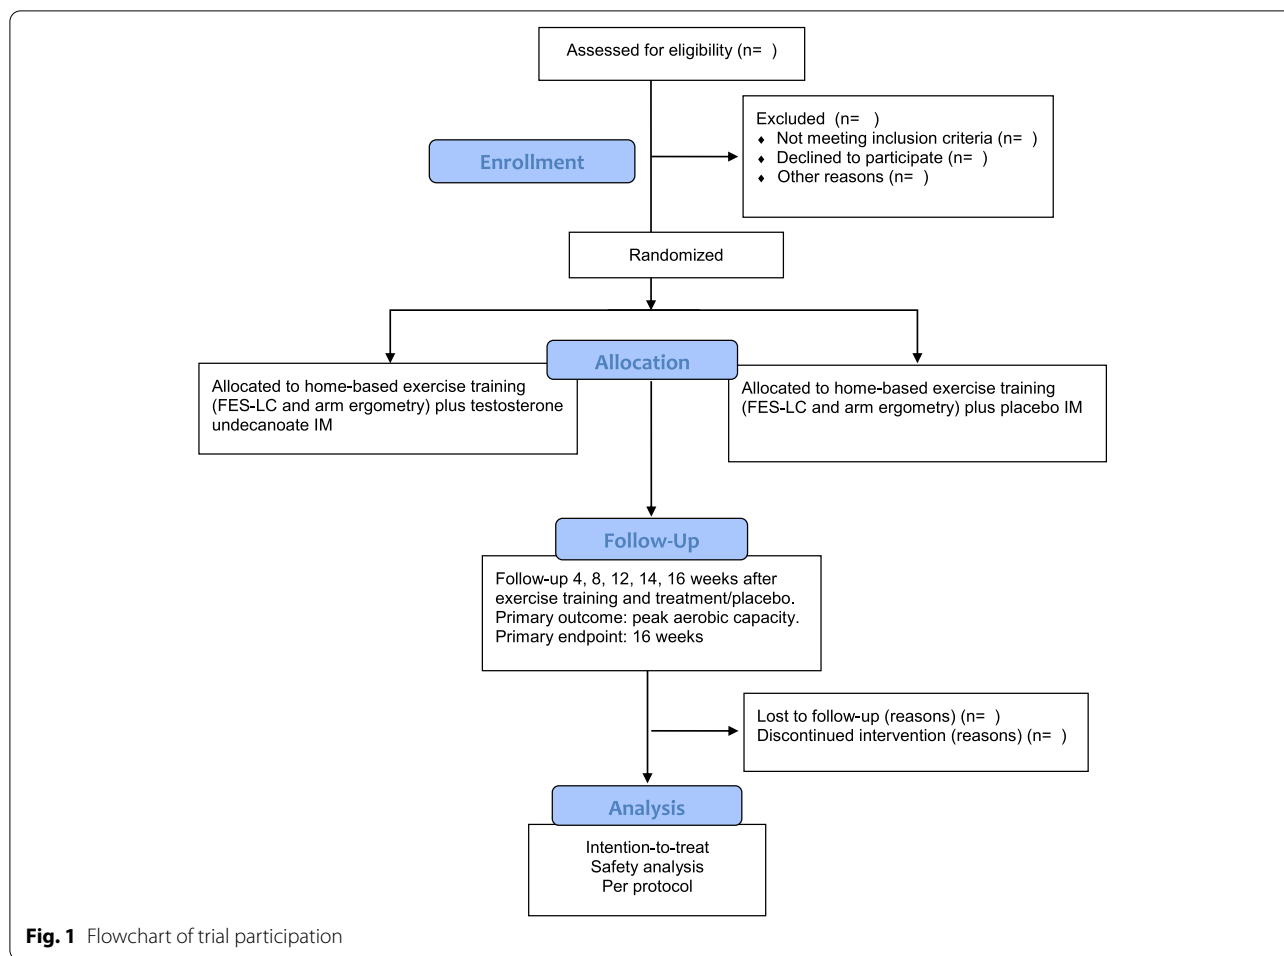 Assessed for eligibility (n= )
Excluded (n= )
♦ Not meeting inclusion criteria (n= )
♦ Declined to participate (n= )
♦ Other reasons (n= )
Enrollment
Randomized
Allocation
Allocated to home-based exercise training
(FES-LC and arm ergometry) plus testosterone
undecanoate IM
Allocated to home-based exercise training
(FES-LC and arm ergometry) plus placebo IM
Follow-Up
Follow-up 4, 8, 12, 14, 16 weeks after
exercise training and treatment/placebo.
Primary outcome: peak aerobic capacity.
Primary endpoint: 16 weeks
Lost to follow-up (reasons) (n= )
Discontinued intervention (reasons) (n= )
Analysis
Intention-to-treat
Safety analysis
Per protocol
Fig. 1 Flowchart of trial participation